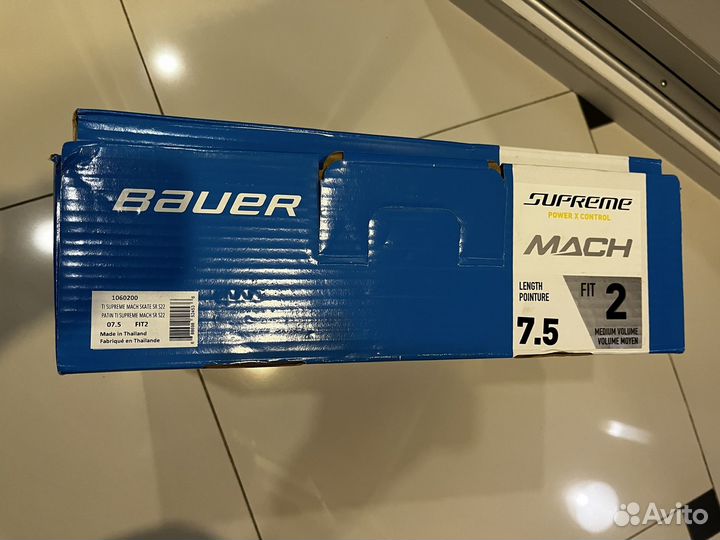 BAUER
1060200
TI SUPREME MACH SKATE SR S22
PATIN TI SUPREME MACH SR S22
07.5 FIT2
Made in Thailand
Fabriqué en Thaïlande
SUPREME
POWER X CONTROL
MACH
LENGTH
POINTURE
7.5
FIT 2
MEDIUM VOLUME
VOLUME MOYEN
Avito